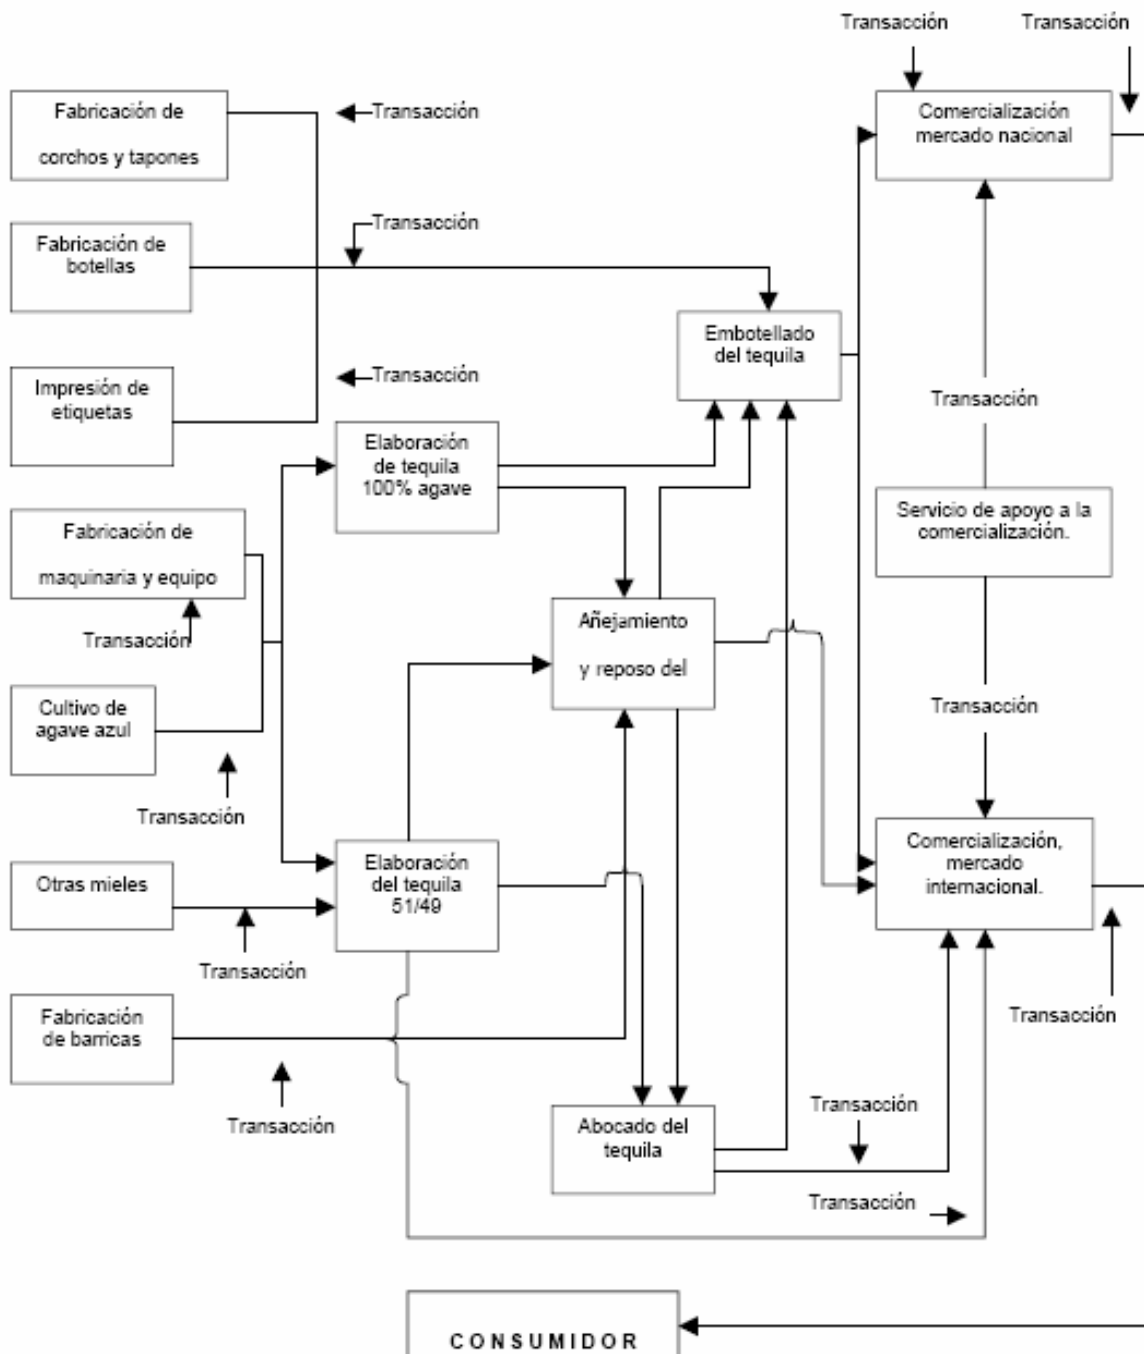 Transacción
Transacción
Fabricación de
corchos y tapones
Transacción
Comercialización
mercado nacional
Fabricación de
botellas
Transacción
Embotellado
del tequila
Impresión de
etiquetas
Transacción
Transacción
Elaboración
de tequila
100% agave
Fabricación de
maquinaria y equipo
Servicio de apoyo a la
comercialización.
Transacción
Añejamiento
y reposo del
Cultivo de
agave azul
Transacción
Transacción
Otras mieles
Elaboración
del tequila
51/49
Comercialización,
mercado
internacional.
Transacción
Fabricación
de barricas
Transacción
Transacción
Abocado del
tequila
Transacción
Transacción
CONSUMIDOR